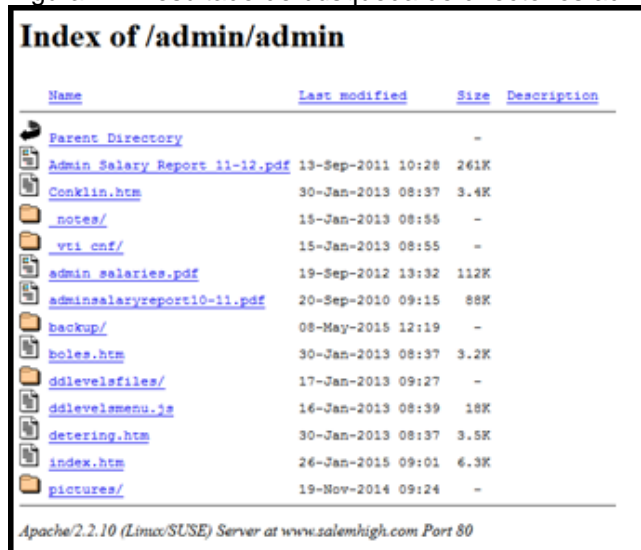 Index of /admin/admin
Name Last modified Size Description
Parent Directory -
Admin Salary Report 11-12.pdf 13-Sep-2011 10:28 261K
Conklin.htm 30-Jan-2013 08:37 3.4K
_notes/ 15-Jan-2013 08:55 -
_vti_cnf/ 15-Jan-2013 08:55 -
admin salaries.pdf 19-Sep-2012 13:32 112K
adminsalaryreport10-11.pdf 20-Sep-2010 09:15 88K
backup/ 08-May-2015 12:19 -
boles.htm 30-Jan-2013 08:37 3.2K
ddlevelsfiles/ 17-Jan-2013 09:27 -
ddlevelsmenu.js 16-Jan-2013 08:39 18K
detering.htm 30-Jan-2013 08:37 3.5K
index.htm 26-Jan-2015 09:01 6.3K
pictures/ 19-Nov-2014 09:24 -
Apache/2.2.10 (Linux/SUSE) Server at www.salemhigh.com Port 80